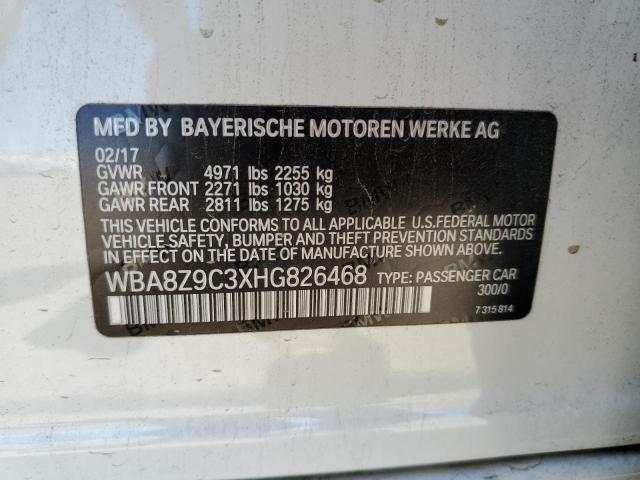 MFD BY BAYERISCHE MOTOREN WERKE AG
02/17
GVWR 4971 lbs 2255 kg
GAWR FRONT 2271 lbs 1030 kg
GAWR REAR 2811 lbs 1275 kg
THIS VEHICLE CONFORMS TO ALL APPLICABLE U.S.FEDERAL MOTOR
VEHICLE SAFETY, BUMPER AND THEFT PREVENTION STANDARDS
IN EFFECT ON THE DATE OF MANUFACTURE SHOWN ABOVE.
WBA8Z9C3XHG826468 TYPE: PASSENGER CAR
300/0
7 315 814